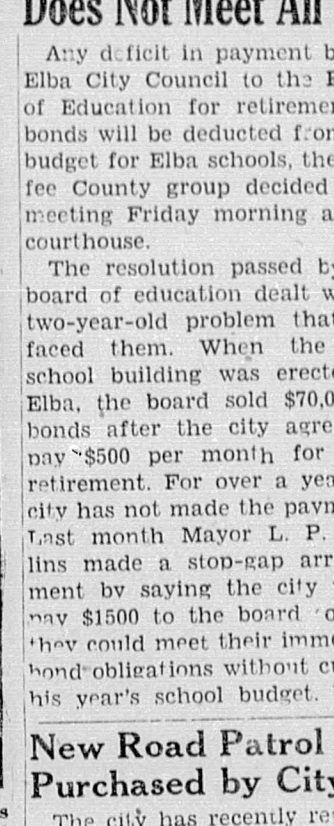 Does Not Meet All
Any deficit in payment b
Elba City Council to the
of Education for retiremen
bonds will be deducted from
budget for Elba schools, the
fee County group decided
meeting Friday morning a
courthouse.
The resolution passed by
board of education dealt w
two-year-old problem that
faced them. When the
school building was erecte
Elba, the board sold $70,0
bonds after the city agre
pay $500 per month for
retirement. For over a yea
city has not made the paym
Last month Mayor L. P.
lins made a stop-gap arr
ment by saying the city
pay $1500 to the board
they could meet their imme
bond obligations without cu
his year's school budget.
New Road Patrol
Purchased by City
s
The city has recently re